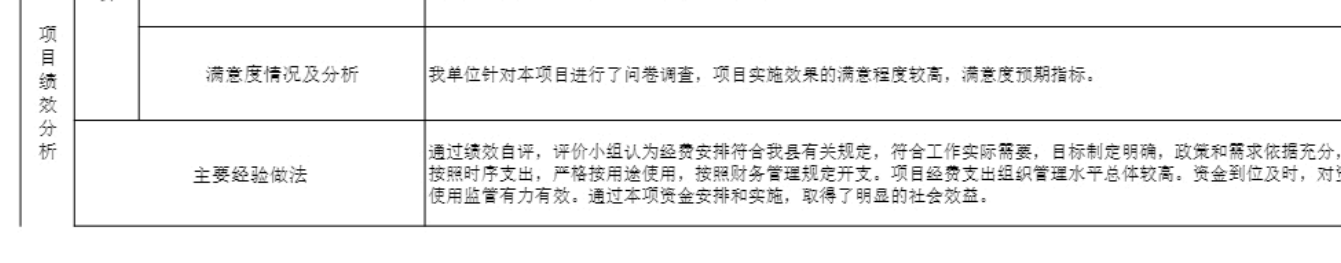 项目绩效分析
满意度情况及分析
我单位针对本项目进行了问卷调查，项目实施效果的满意程度较高，满意度预期指标。
主要经验做法
通过绩效自评，评价小组认为经费安排符合我县有关规定，符合工作实际需要，目标制定明确，政策和需求依据充分，
按照时序支出，严格按用途使用，按照财务管理规定开支。项目经费支出组织管理水平总体较高。资金到位及时，对
使用监管有力有效。通过本项资金安排和实施，取得了明显的社会效益。